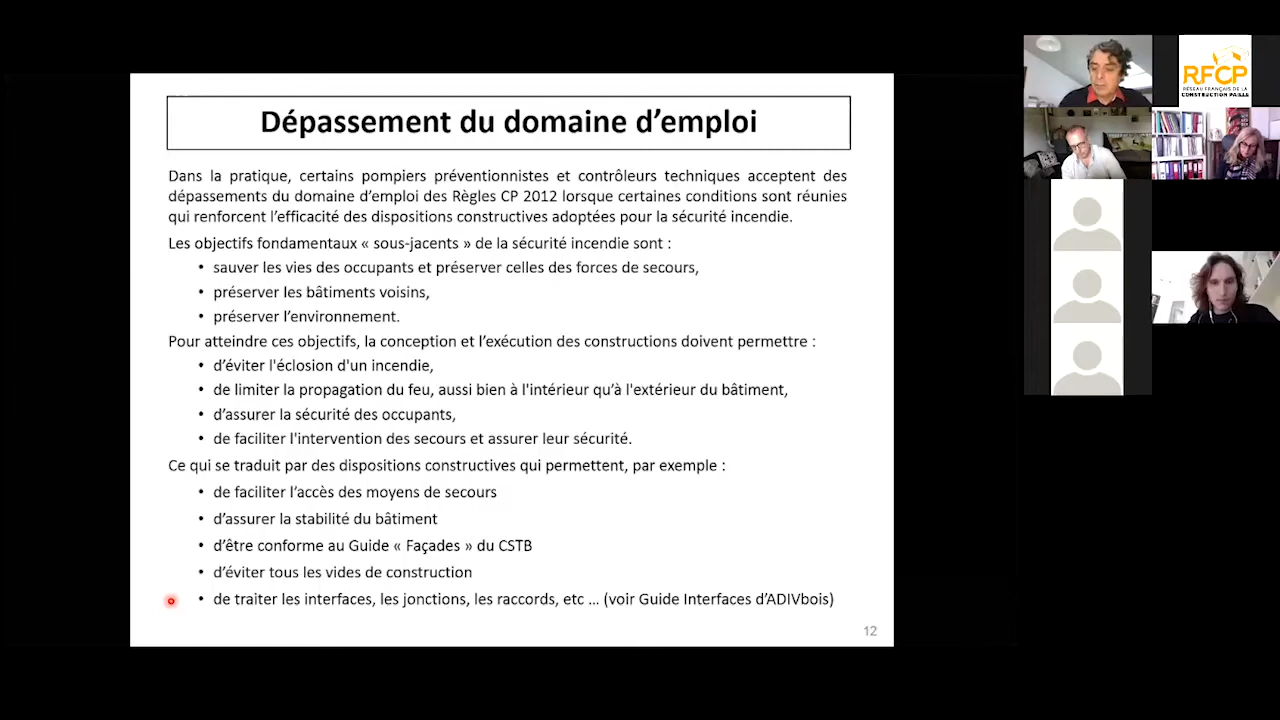 Dépassement du domaine d’emploi
Dans la pratique, certains pompiers préventionnistes et contrôleurs techniques acceptent des
dépassements du domaine d’emploi des Règles CP 2012 lorsque certaines conditions sont réunies
qui renforcent l’efficacité des dispositions constructives adoptées pour la sécurité incendie.
Les objectifs fondamentaux « sous-jacents » de la sécurité incendie sont :
• sauver les vies des occupants et préserver celles des forces de secours,
• préserver les bâtiments voisins,
• préserver l’environnement.
Pour atteindre ces objectifs, la conception et l’exécution des constructions doivent permettre :
• d’éviter l'éclosion d'un incendie,
• de limiter la propagation du feu, aussi bien à l'intérieur qu’à l'extérieur du bâtiment,
• d’assurer la sécurité des occupants,
• de faciliter l'intervention des secours et assurer leur sécurité.
Ce qui se traduit par des dispositions constructives qui permettent, par exemple :
• de faciliter l’accès des moyens de secours
• d’assurer la stabilité du bâtiment
• d’être conforme au Guide « Façades » du CSTB
• d’éviter tous les vides de construction
• de traiter les interfaces, les jonctions, les raccords, etc … (voir Guide Interfaces d’ADIVbois)
12
RFCP
RÉSEAU FRANÇAIS DE LA
CONSTRUCTION PAILLE